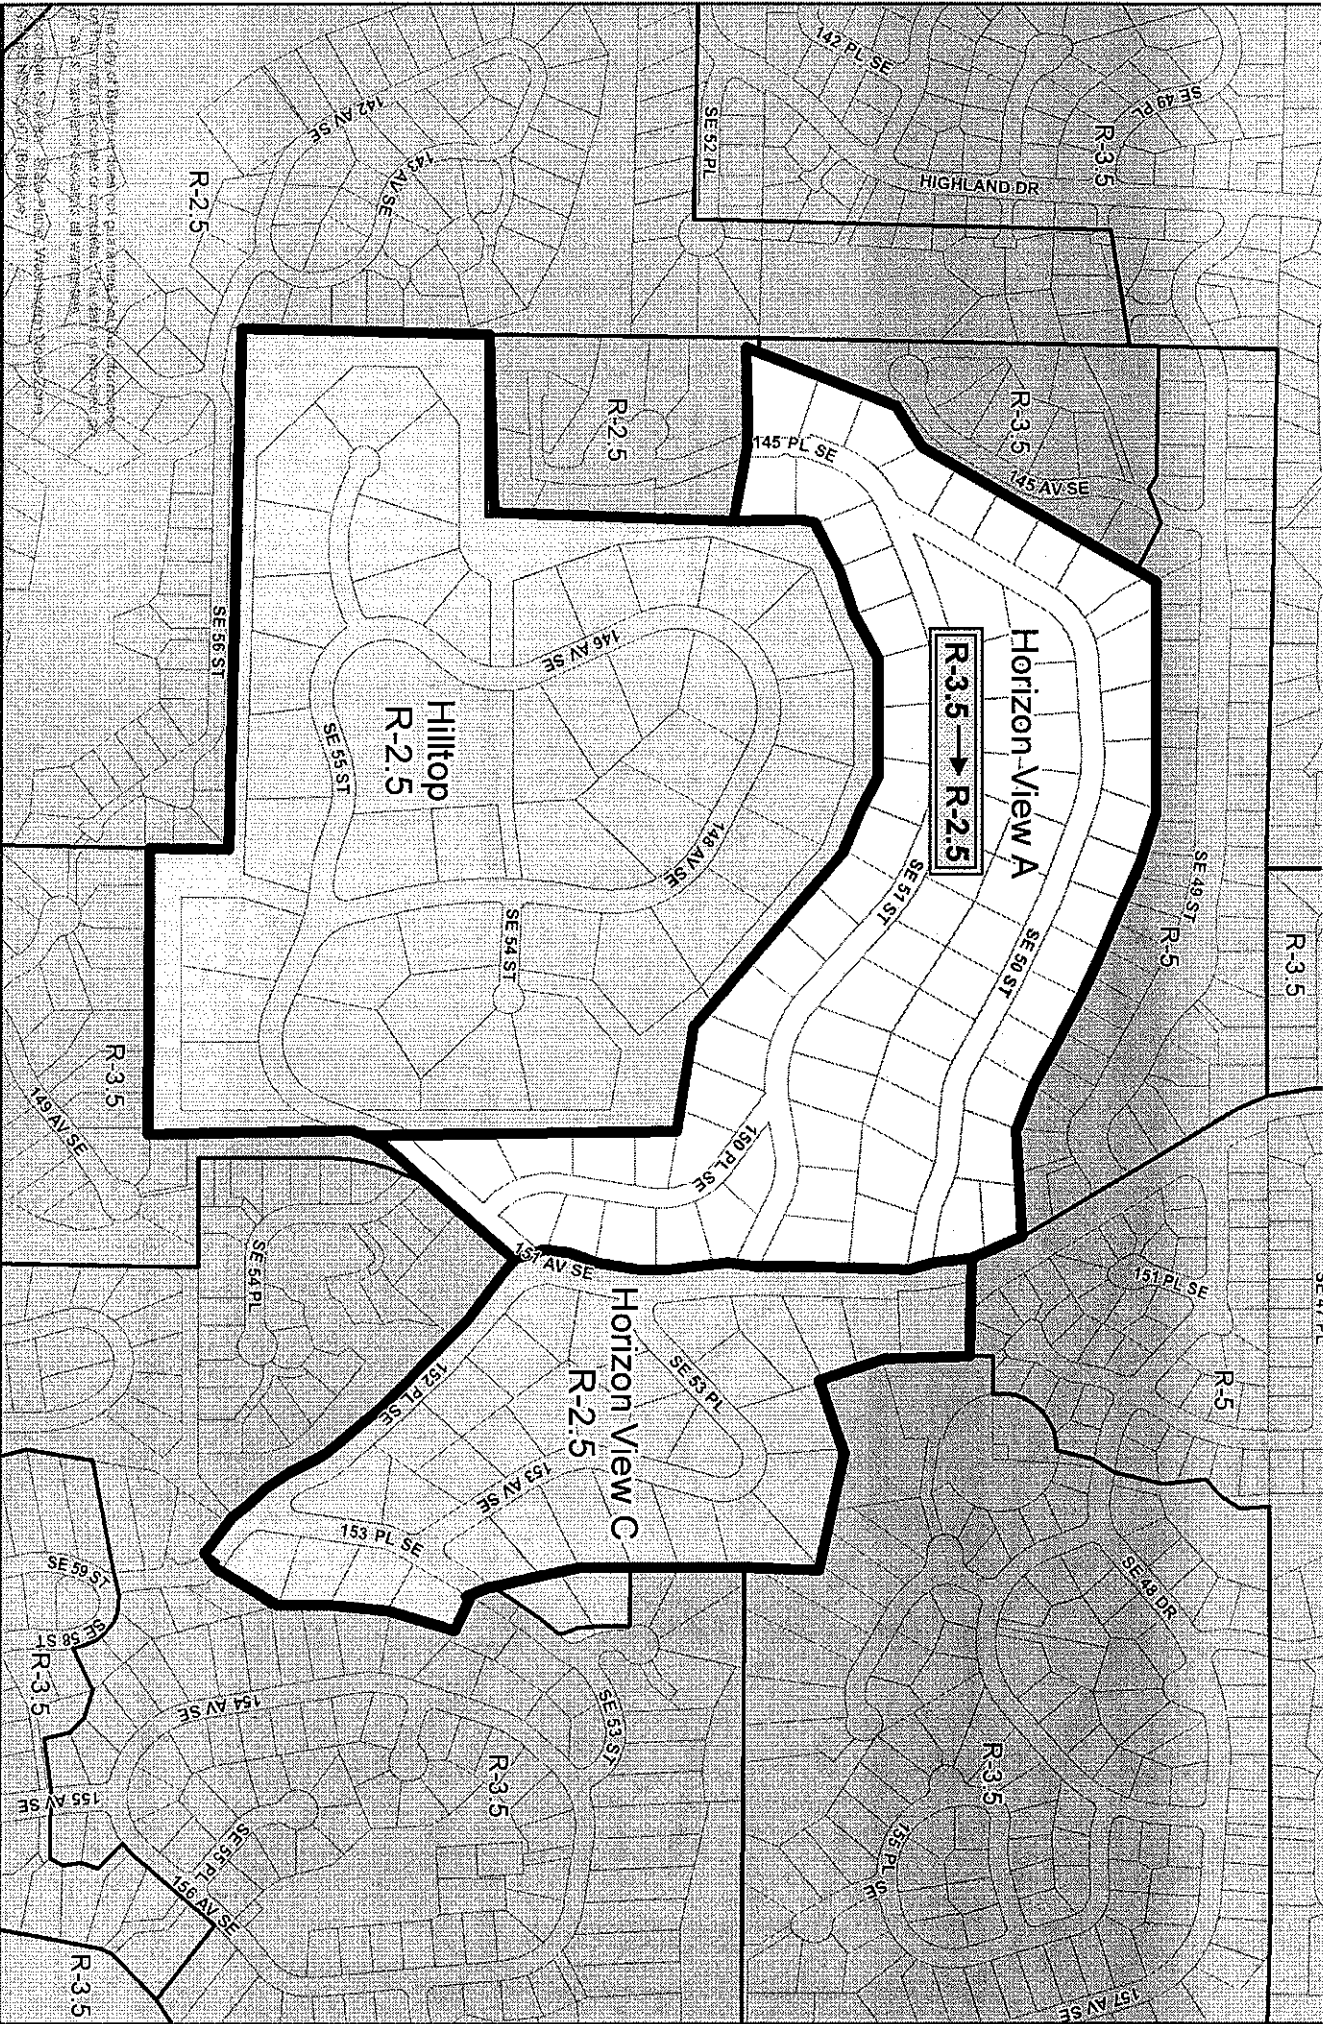 SE 47 PL
R-3.5
SE 49 ST
R-5
151 PL SE
R-5
SE 49 PL
R-3.5
142 PL SE
HIGHLAND DR
SE 52 PL
R-3.5
145 AV SE
145 PL SE
Horizon View A
R-3.5 → R-2.5
SE 50 ST
SE 51 ST
150 PL SE
SE 48 DR
R-3.5
155 PL SE
157 AV SE
R-2.5
142 AV SE
143 AV SE
R-2.5
146 AV SE
148 AV SE
Hilltop
R-2.5
SE 54 ST
SE 55 ST
SE 56 ST
151 AV SE
Horizon View C
R-2.5
SE 53 PL
152 PL SE
153 AV SE
153 PL SE
SE 53 ST
R-3.5
154 AV SE
SE 54 PL
R-3.5
149 AV SE
SE 59 ST
SE 58 ST
R-3.5
155 AV SE
SE 55 PL
156 AV SE
R-3.5